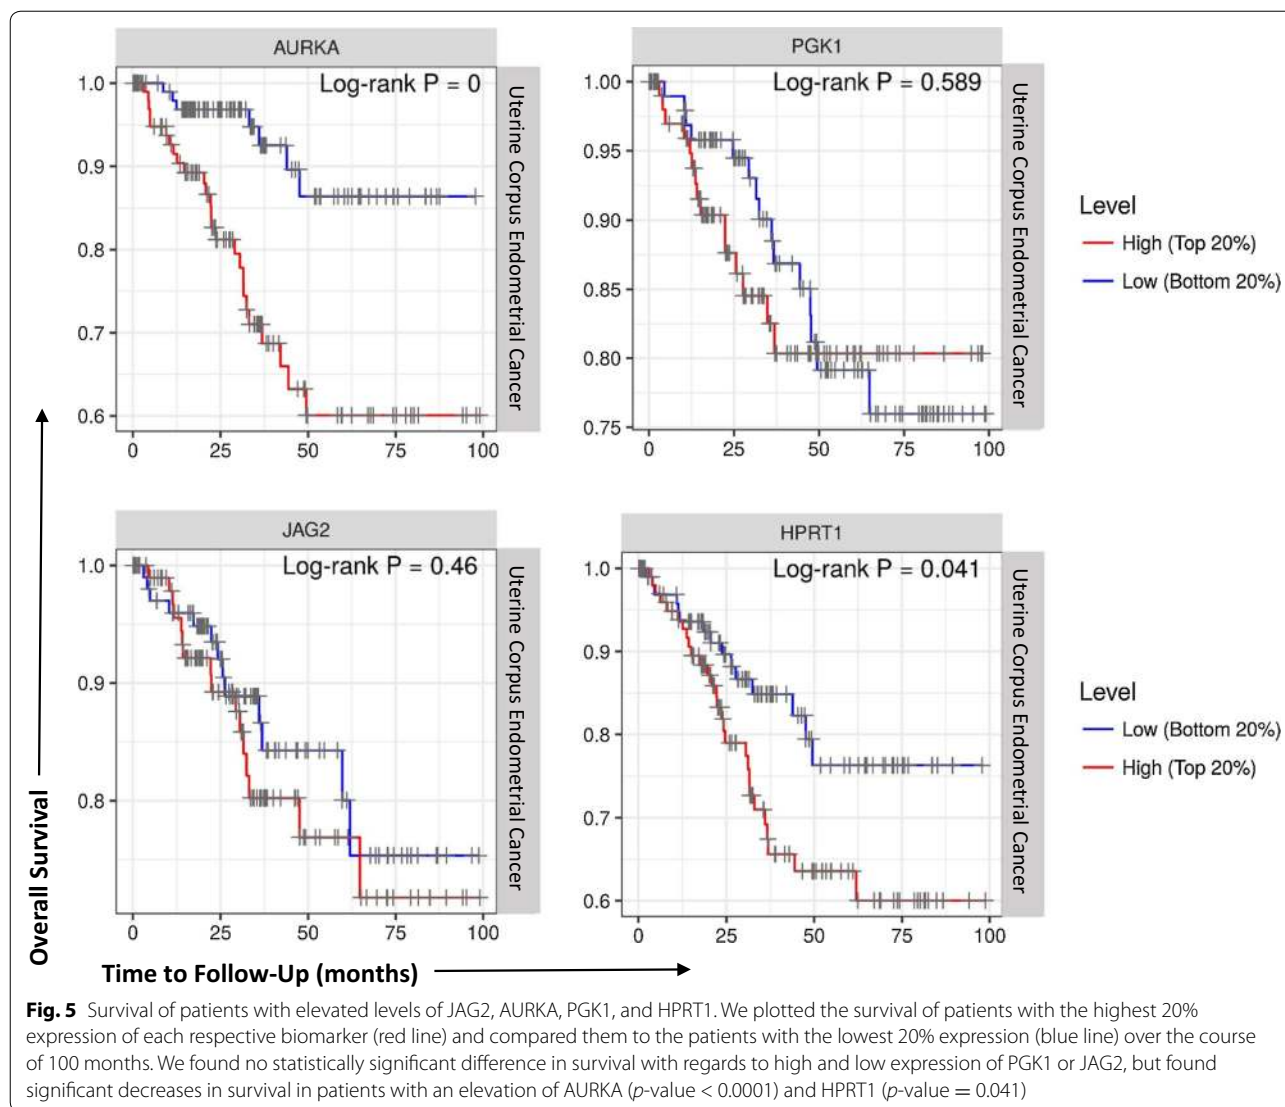 AURKA
Log-rank P = 0
Uterine Corpus Endometrial Cancer
1.0
0.9
0.8
0.7
0.6
0 25 50 75 100
PGK1
Log-rank P = 0.589
Uterine Corpus Endometrial Cancer
1.00
0.95
0.90
0.85
0.80
0.75
0 25 50 75 100
Level
High (Top 20%)
Low (Bottom 20%)
JAG2
Log-rank P = 0.46
Uterine Corpus Endometrial Cancer
1.0
0.9
0.8
0 25 50 75 100
HPRT1
Log-rank P = 0.041
Uterine Corpus Endometrial Cancer
1.0
0.9
0.8
0.7
0.6
0 25 50 75 100
Level
Low (Bottom 20%)
High (Top 20%)
Overall Survival
Time to Follow-Up (months)
Fig. 5 Survival of patients with elevated levels of JAG2, AURKA, PGK1, and HPRT1. We plotted the survival of patients with the highest 20%
expression of each respective biomarker (red line) and compared them to the patients with the lowest 20% expression (blue line) over the course
of 100 months. We found no statistically significant difference in survival with regards to high and low expression of PGK1 or JAG2, but found
significant decreases in survival in patients with an elevation of AURKA (p-value < 0.0001) and HPRT1 (p-value = 0.041)